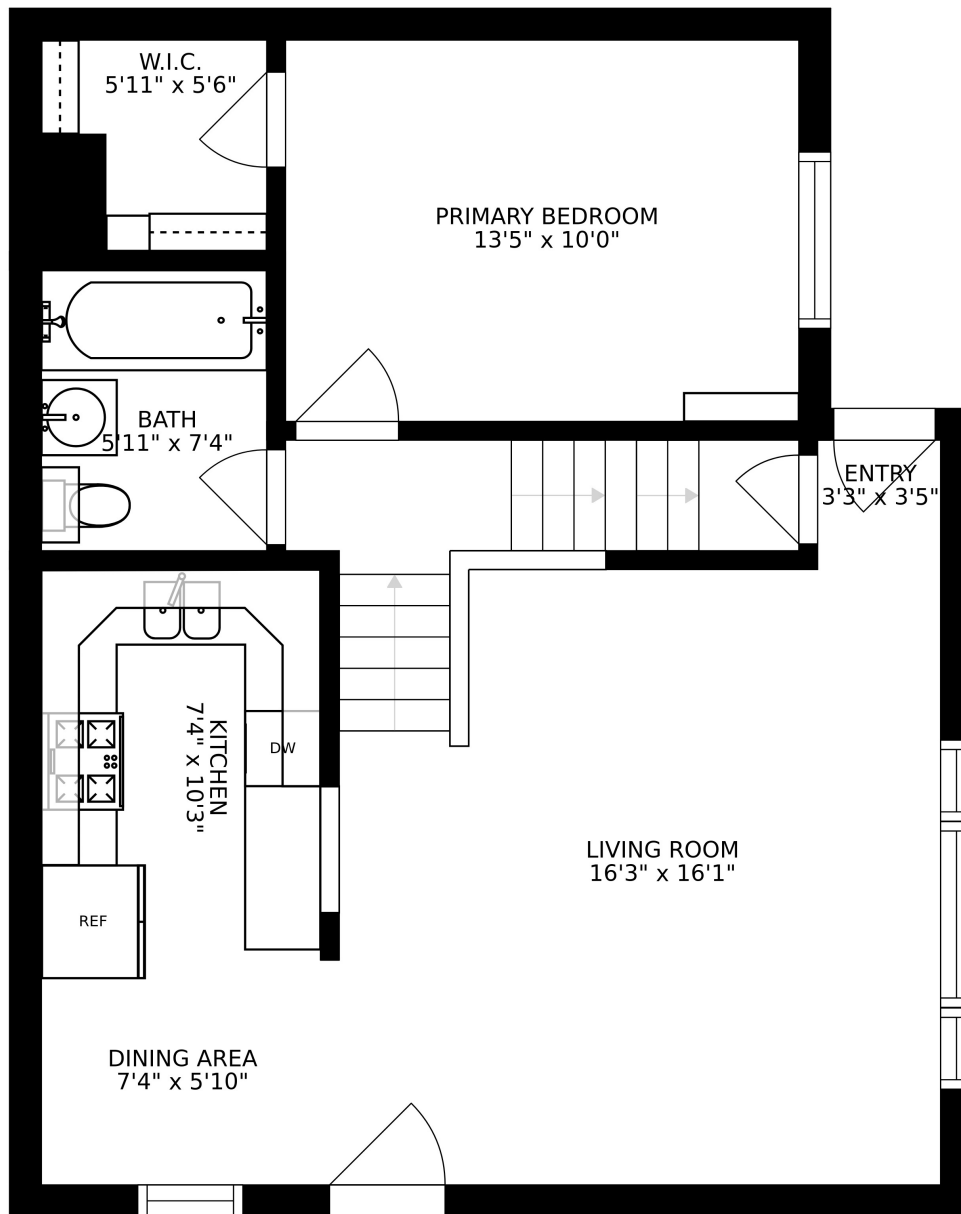 W.I.C.
5'11" x 5'6"
PRIMARY BEDROOM
13'5" x 10'0"
BATH
5'11" x 7'4"
ENTRY
3'3" x 3'5"
KITCHEN
7'4" x 10'3"
DW
LIVING ROOM
16'3" x 16'1"
REF
DINING AREA
7'4" x 5'10"